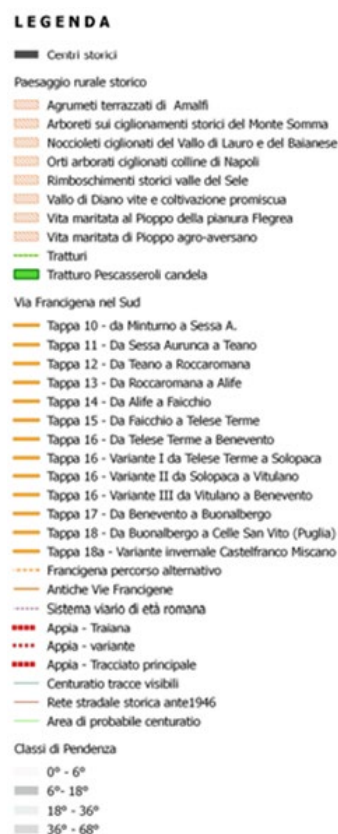 LEGENDA
Centri storici
Paesaggio rurale storico
Agrumeti terrazzati di Amalfi
Arboreti sui ciglionamenti storici del Monte Somma
Noccioleti ciglionati del Vallo di Lauro e del Baianese
Orti arborati ciglionati colline di Napoli
Rimboschimenti storici valle del Sele
Vallo di Diano vite e coltivazione promiscua
Vita maritata al Pioppo della pianura Flegrea
Vita maritata di Pioppo agro-aversano
Tratturi
Tratturo Pescasseroli candela
Via Francigena nel Sud
Tappa 10 - da Minturno a Sessa A.
Tappa 11 - Da Sessa Aurunca a Teano
Tappa 12 - Da Teano a Roccaromana
Tappa 13 - Da Roccaromana a Alife
Tappa 14 - Da Alife a Faicchio
Tappa 15 - Da Faicchio a Telese Terme
Tappa 16 - Da Telese Terme a Benevento
Tappa 16 - Variante I da Telese Terme a Solopaca
Tappa 16 - Variante II da Solopaca a Vitulano
Tappa 16 - Variante III da Vitulano a Benevento
Tappa 17 - Da Benevento a Buonalbergo
Tappa 18 - Da Buonalbergo a Celle San Vito (Puglia)
Tappa 18a - Variante invernale Castelfranco Miscano
Francigena percorso alternativo
Antiche Vie Francigene
Sistema viario di età romana
Appia - Traiana
Appia - variante
Appia - Tracciato principale
Centuratio tracce visibili
Rete stradale storica ante1946
Area di probabile centuratio
Classi di Pendenza
0° - 6°
6°- 18°
18° - 36°
36° - 68°